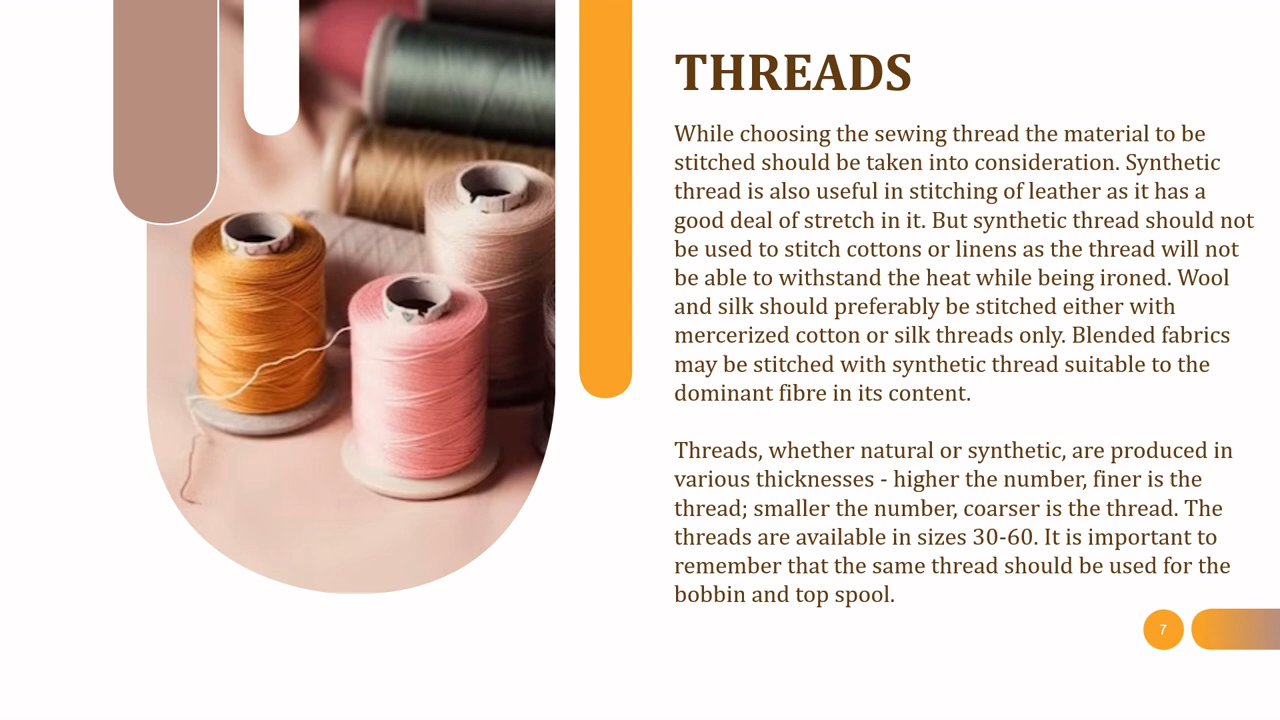 THREADS
While choosing the sewing thread the material to be
stitched should be taken into consideration. Synthetic
thread is also useful in stitching of leather as it has a
good deal of stretch in it. But synthetic thread should not
be used to stitch cottons or linens as the thread will not
be able to withstand the heat while being ironed. Wool
and silk should preferably be stitched either with
mercerized cotton or silk threads only. Blended fabrics
may be stitched with synthetic thread suitable to the
dominant fibre in its content.
Threads, whether natural or synthetic, are produced in
various thicknesses - higher the number, finer is the
thread; smaller the number, coarser is the thread. The
threads are available in sizes 30-60. It is important to
remember that the same thread should be used for the
bobbin and top spool.
7